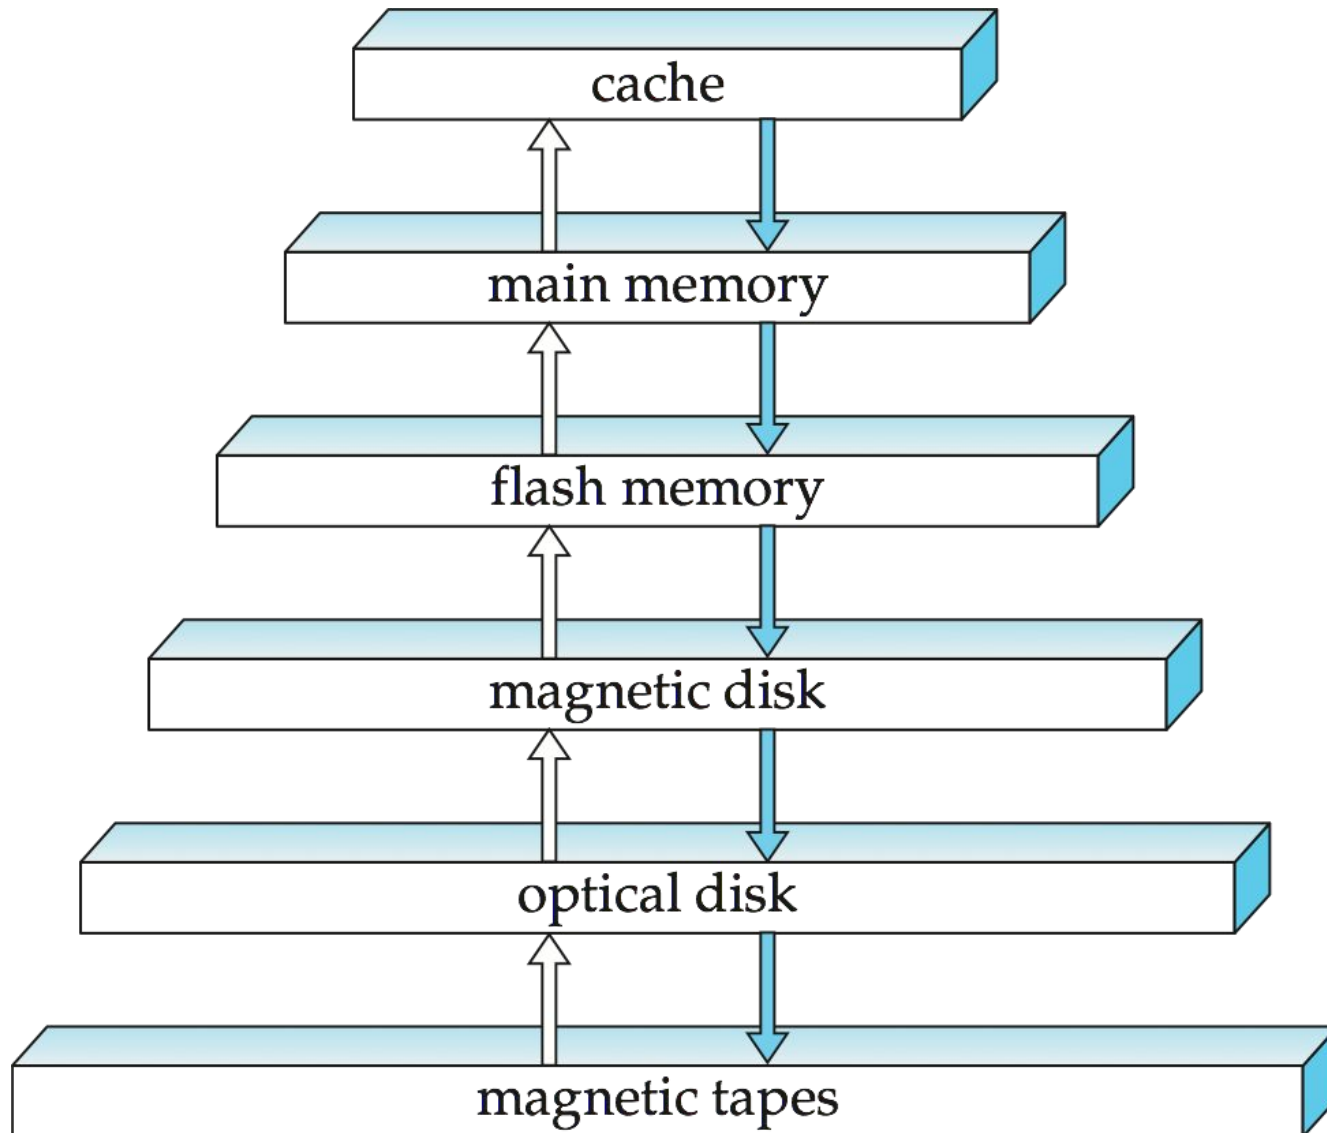 cache
main memory
flash memory
magnetic disk
optical disk
magnetic tapes